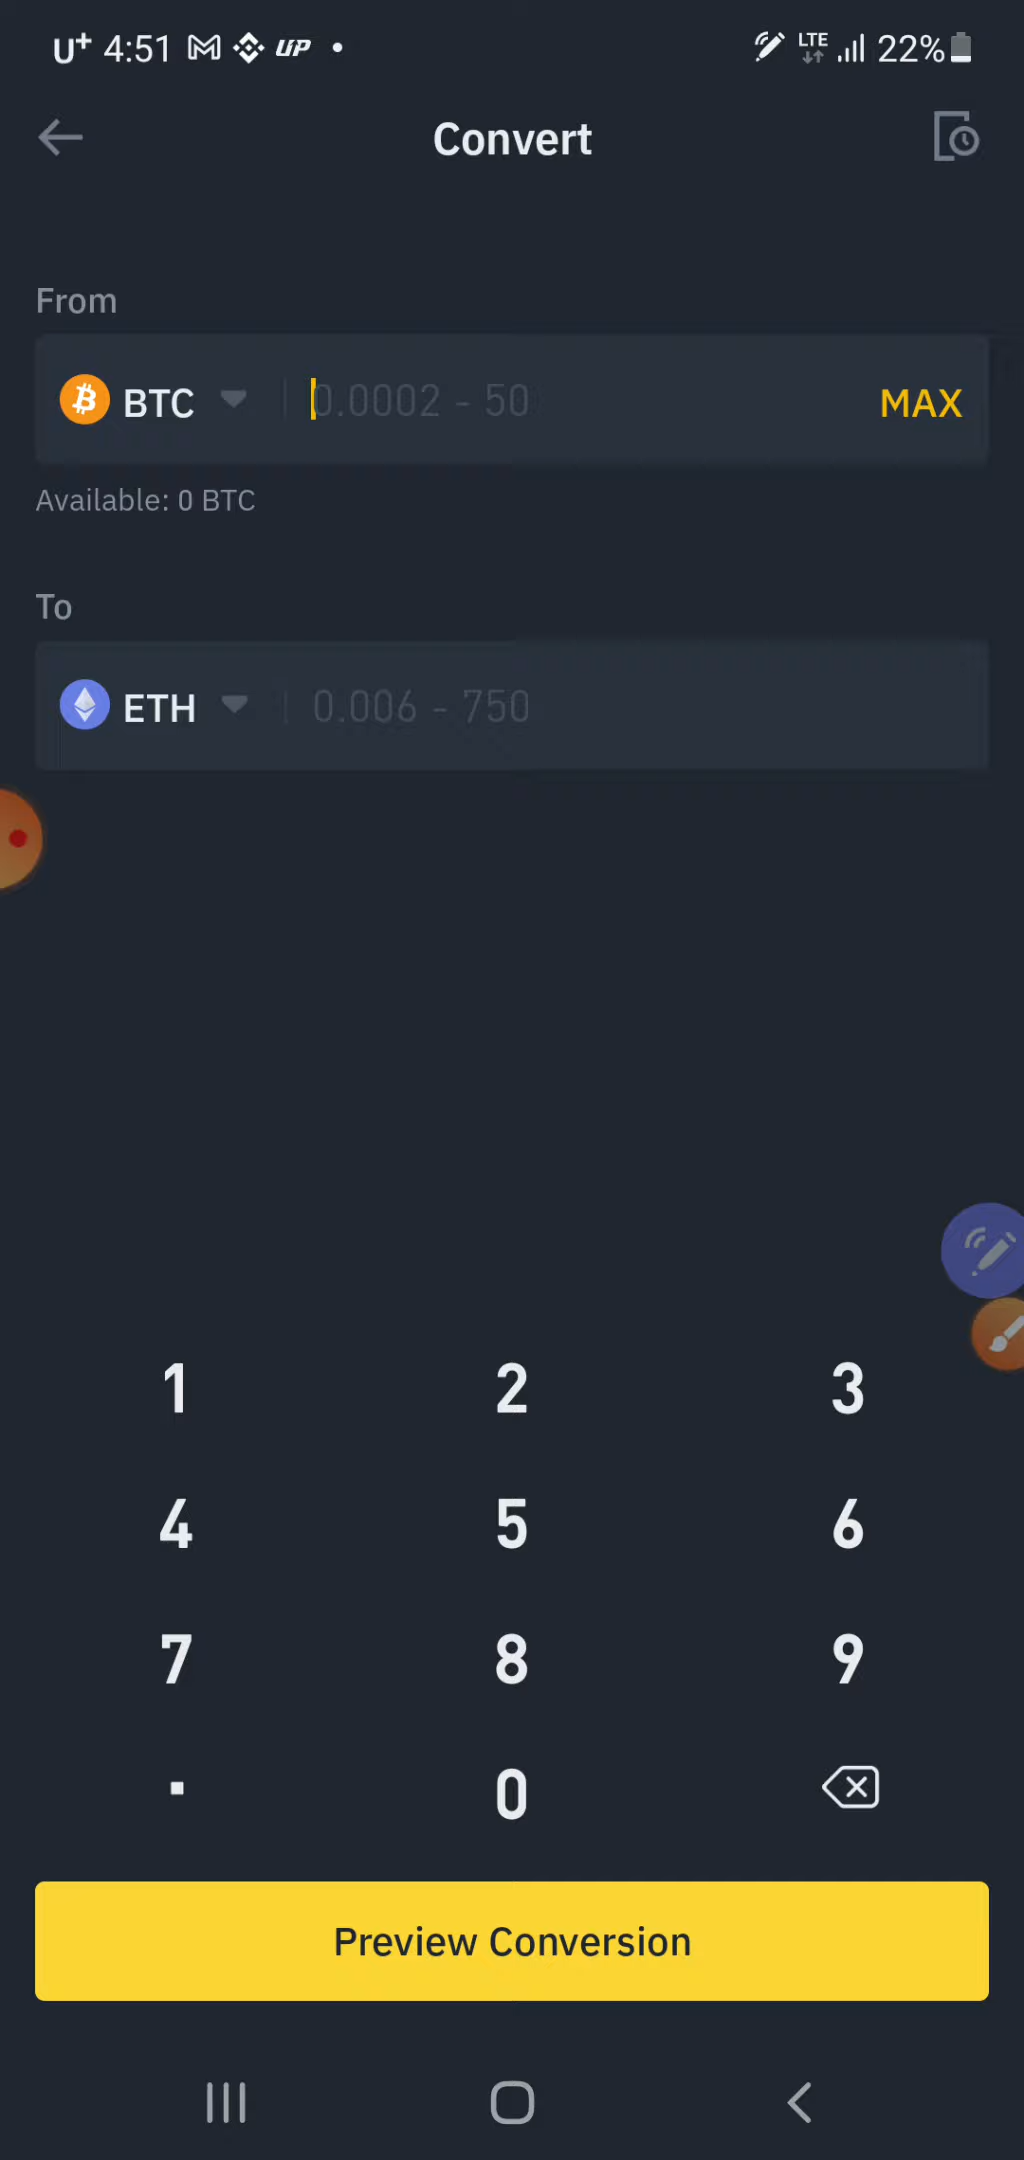 U+ 4:51 UP • LTE 22%
Convert
From
BTC 0.0002 - 50 MAX
Available: 0 BTC
To
ETH 0.006 - 750
1 2 3
4 5 6
7 8 9
. 0
Preview Conversion